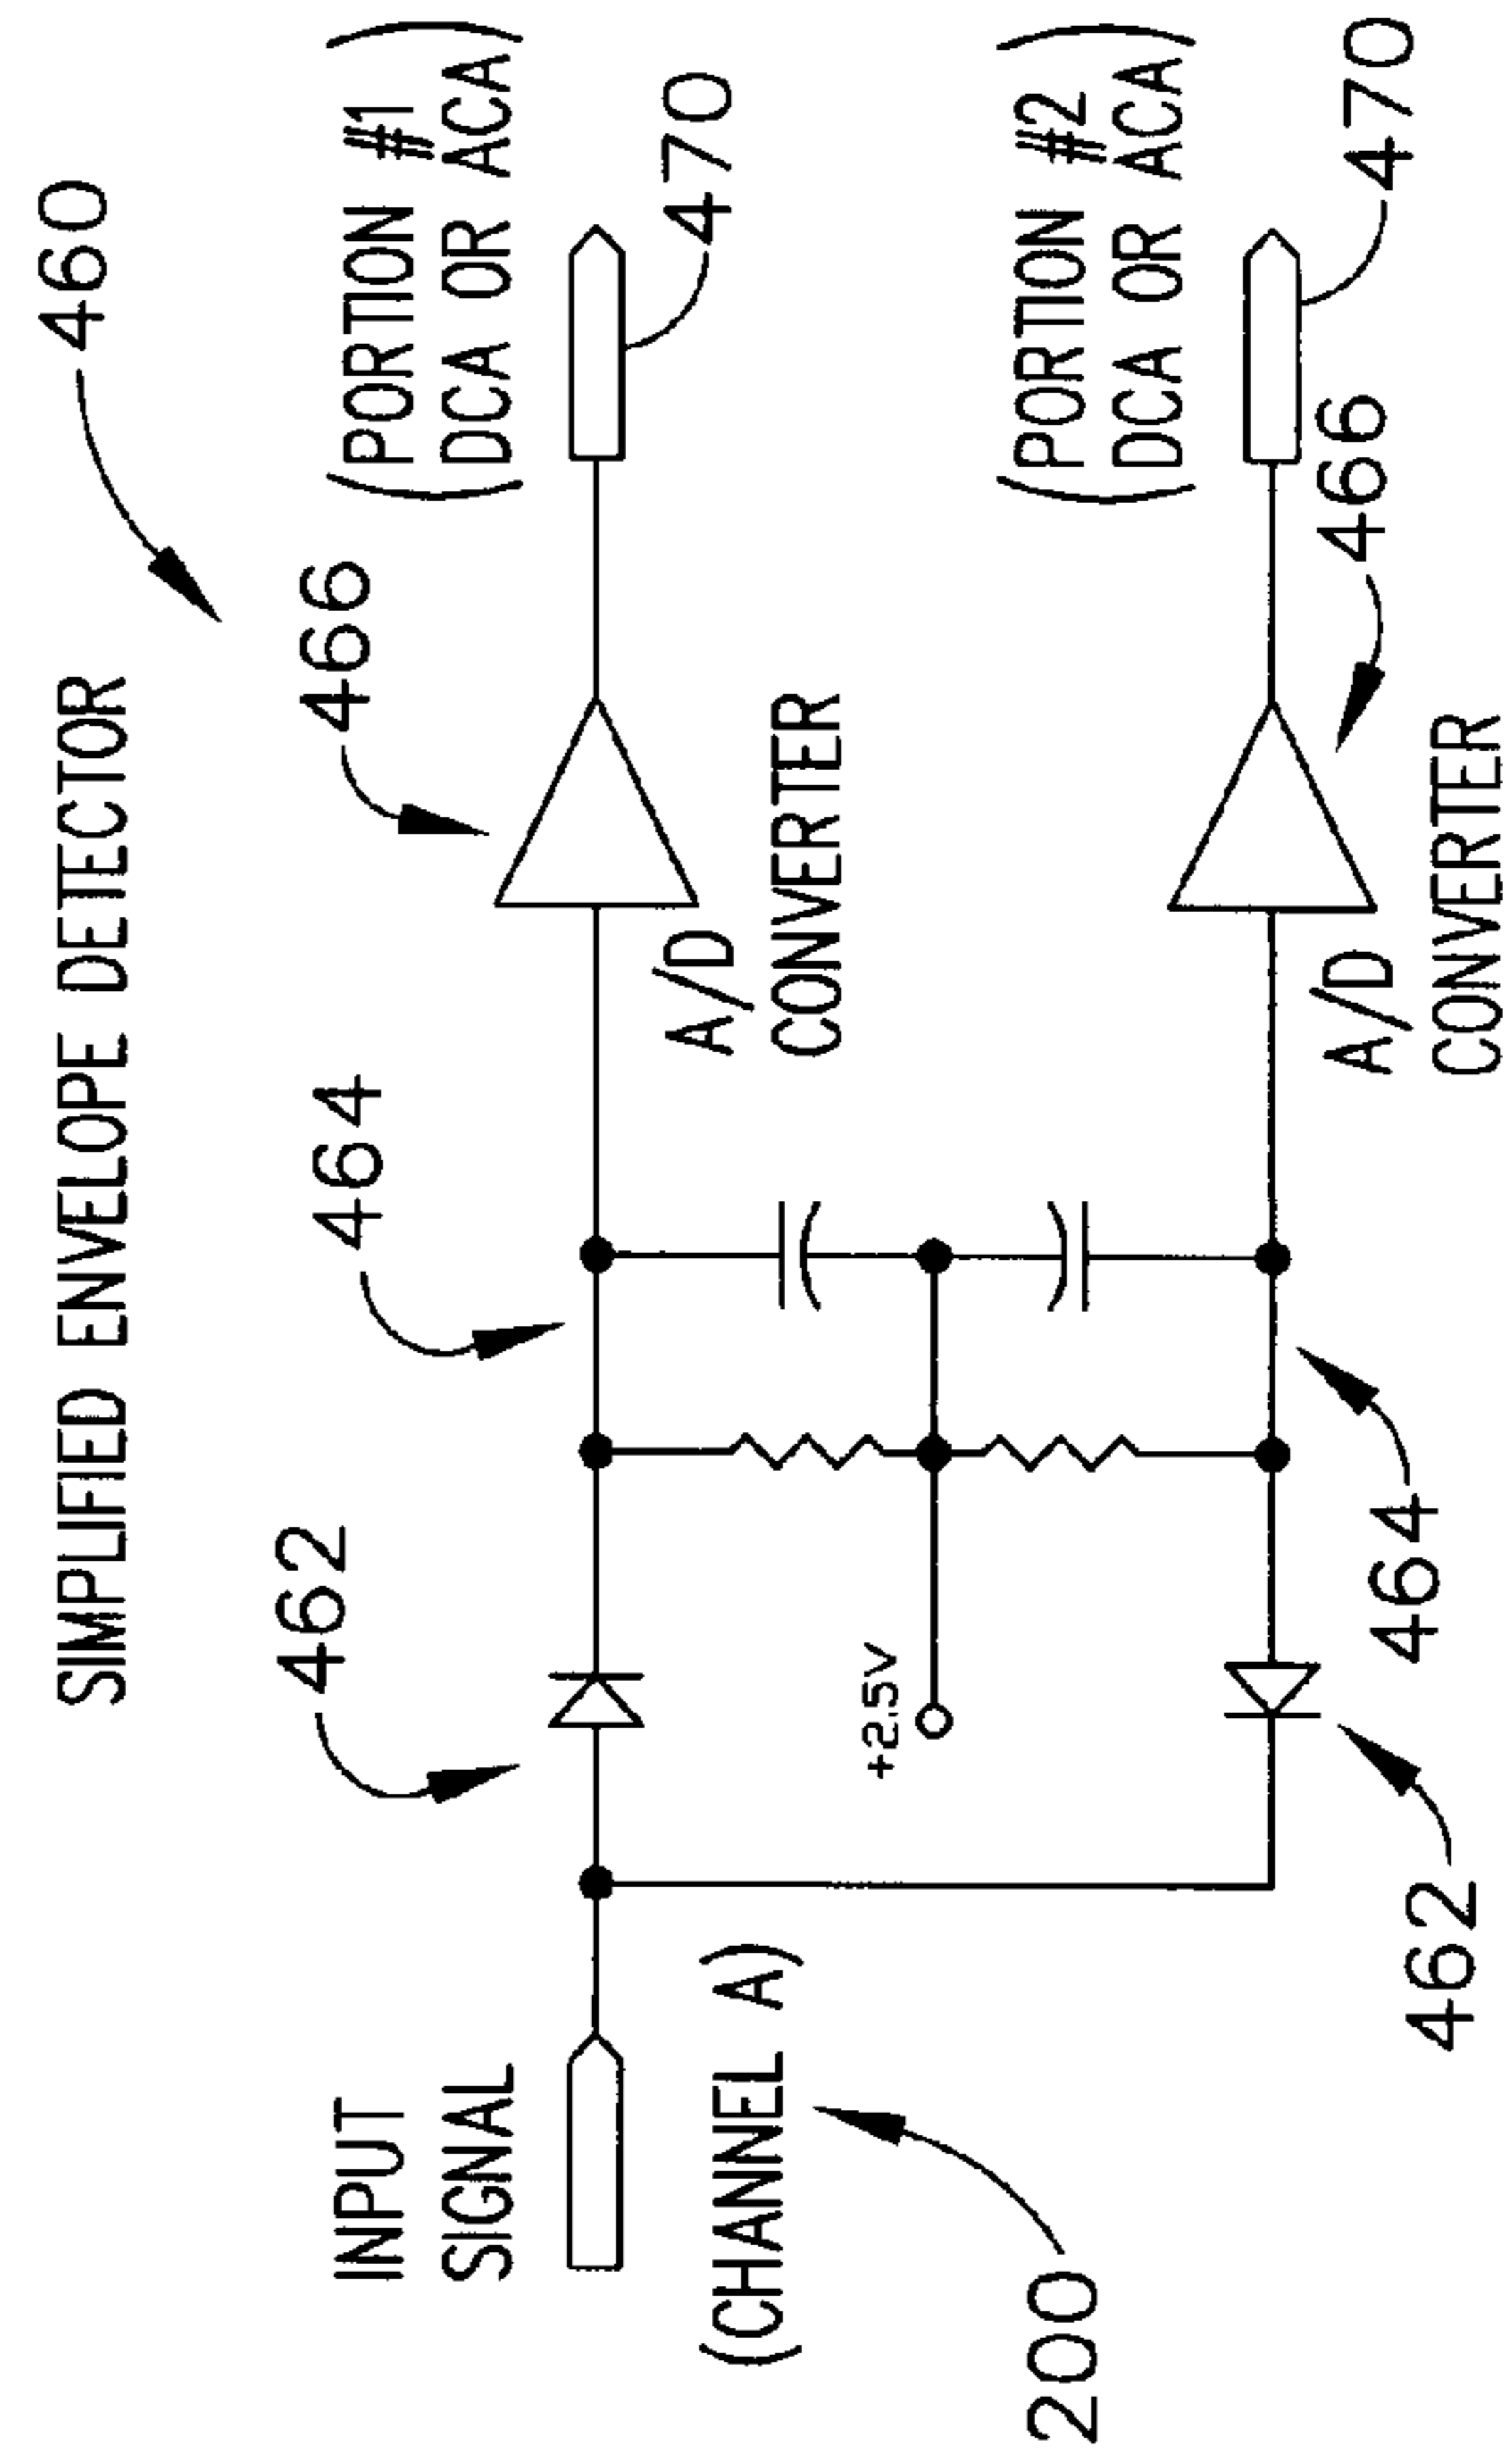 SIMPLIFIED ENVELOPE DETECTOR
460
INPUT
SIGNAL
(CHANNEL A)
200
462
464
466
A/D
CONVERTER
(PORTION #1
DCA OR ACA)
470
+2.5V
462
464
A/D
CONVERTER
466
(PORTION #2
DCA OR ACA)
470